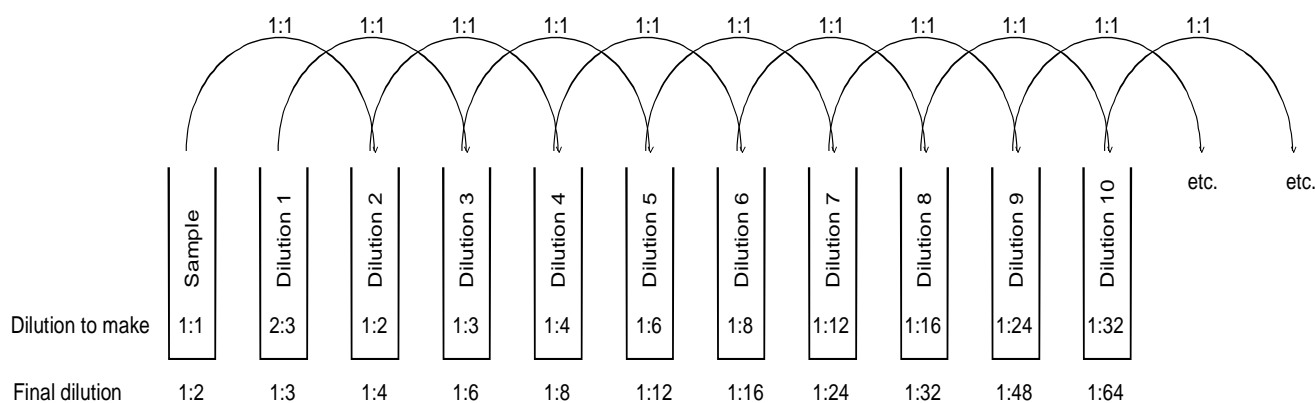 1:1 1:1 1:1 1:1 1:1 1:1 1:1 1:1 1:1 1:1 1:1
etc. etc.
Sample Dilution 1 Dilution 2 Dilution 3 Dilution 4 Dilution 5 Dilution 6 Dilution 7 Dilution 8 Dilution 9 Dilution 10
Dilution to make 1:1 2:3 1:2 1:3 1:4 1:6 1:8 1:12 1:16 1:24 1:32
Final dilution 1:2 1:3 1:4 1:6 1:8 1:12 1:16 1:24 1:32 1:48 1:64